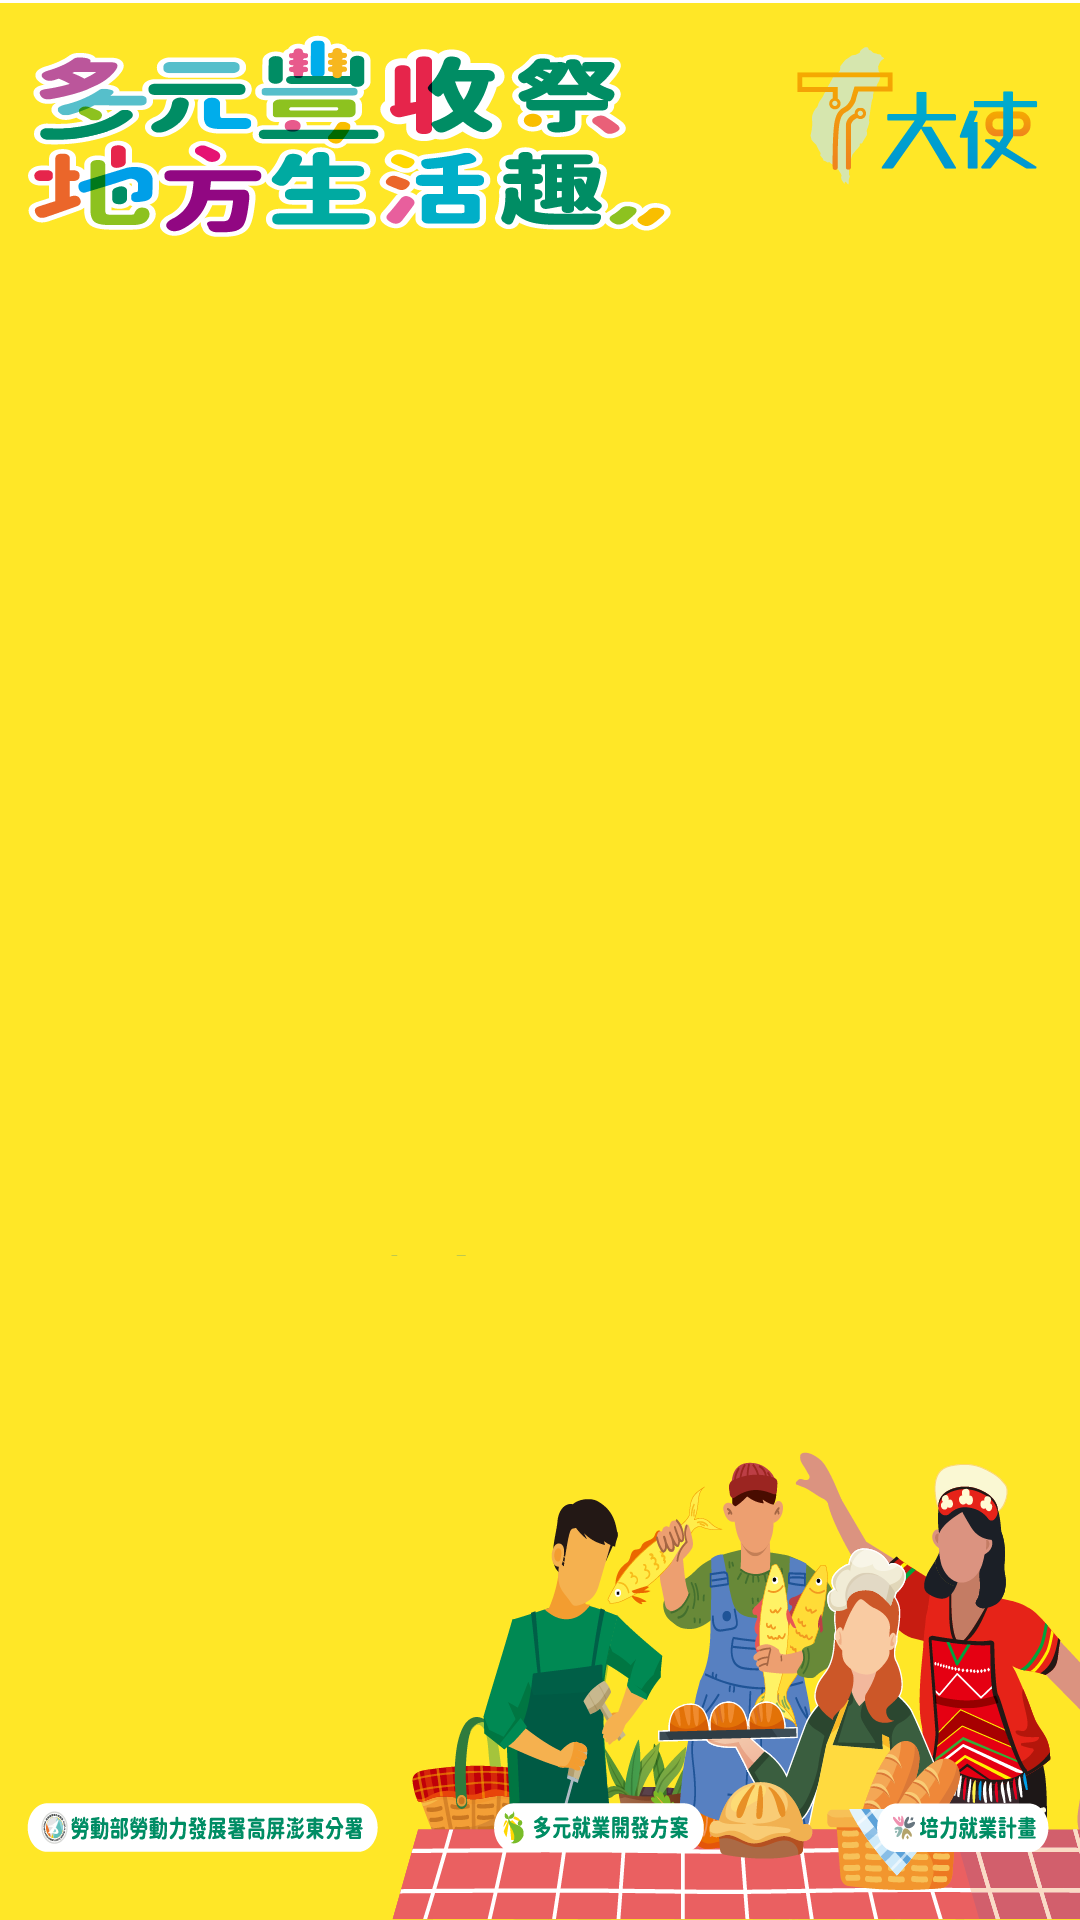 多元豐收祭
地方生活趣
T大使
勞動部勞動力發展署高屏澎東分署
多元就業開發方案
培力就業計畫